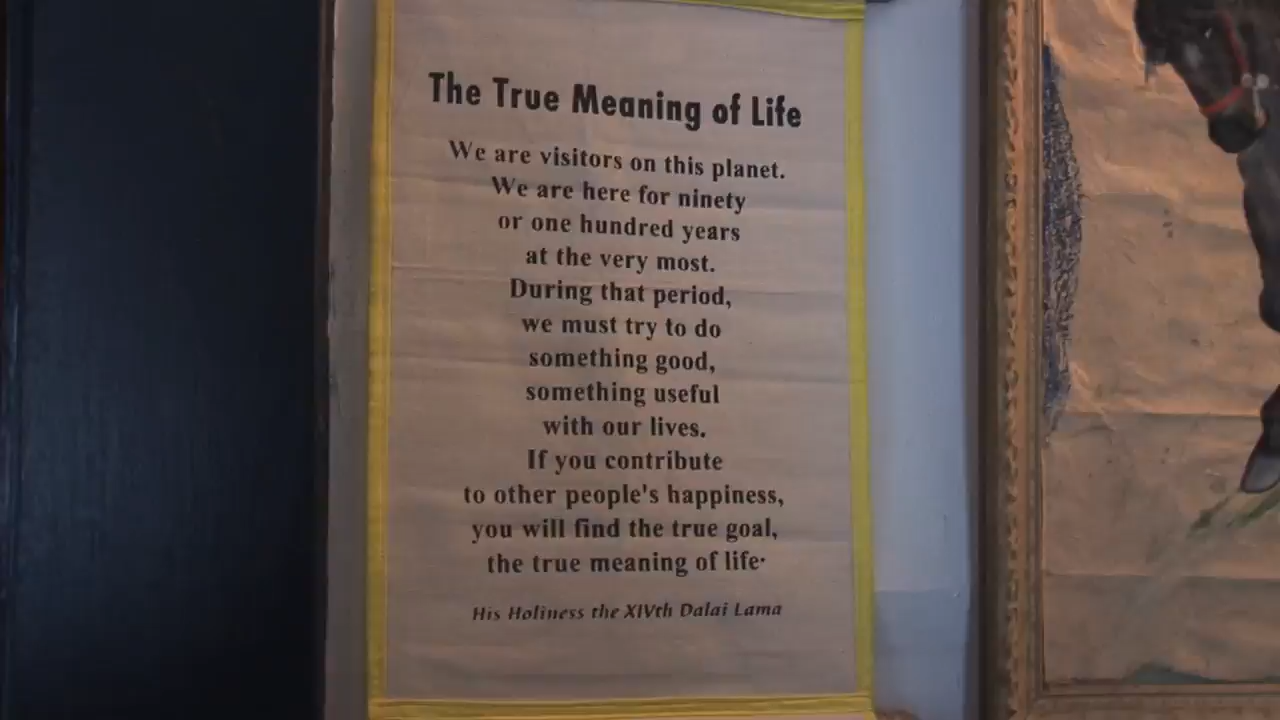 The True Meaning of Life
We are visitors on this planet.
We are here for ninety
or one hundred years
at the very most.
During that period,
we must try to do
something good,
something useful
with our lives.
If you contribute
to other people's happiness,
you will find the true goal,
the true meaning of life.
His Holiness the XIVth Dalai Lama